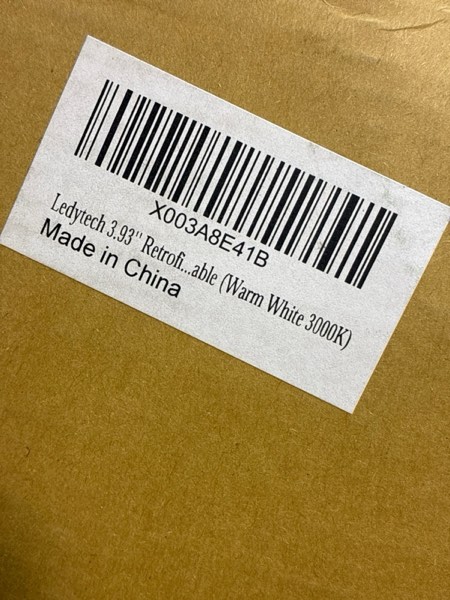 X003A8E41B
Ledytech 3.93" Retrofi...able (Warm White 3000K)
Made in China